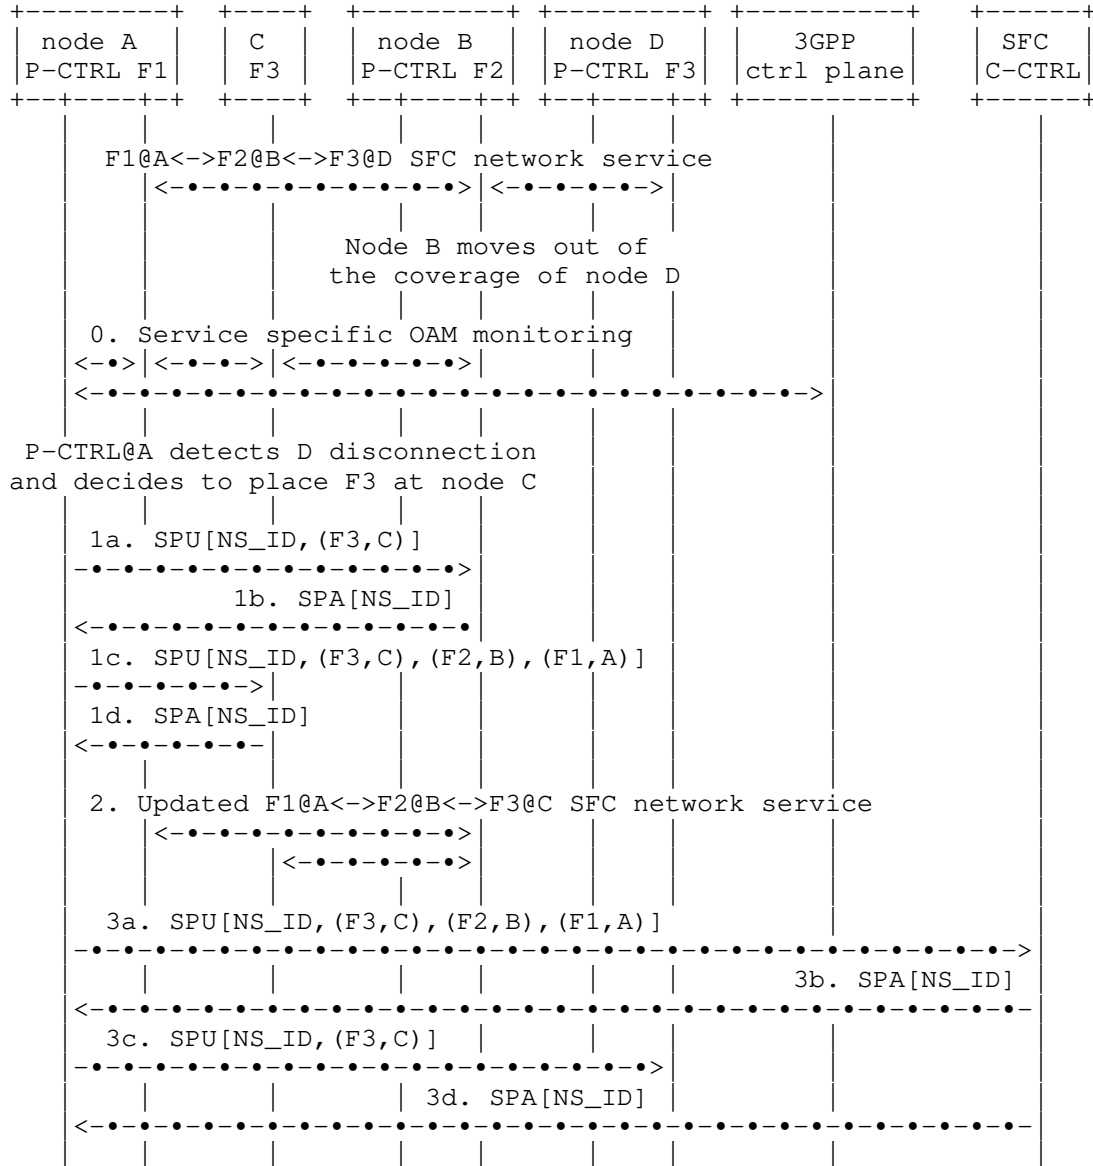 node A C node B node D 3GPP SFC
P-CTRL F1 F3 P-CTRL F2 P-CTRL F3 ctrl plane C-CTRL
F1@A<->F2@B<->F3@D SFC network service
Node B moves out of
the coverage of node D
0. Service specific OAM monitoring
P-CTRL@A detects D disconnection
and decides to place F3 at node C
1a. SPU[NS_ID,(F3,C)]
1b. SPA[NS_ID]
1c. SPU[NS_ID,(F3,C),(F2,B),(F1,A)]
1d. SPA[NS_ID]
2. Updated F1@A<->F2@B<->F3@C SFC network service
3a. SPU[NS_ID,(F3,C),(F2,B),(F1,A)]
3b. SPA[NS_ID]
3c. SPU[NS_ID,(F3,C)]
3d. SPA[NS_ID]